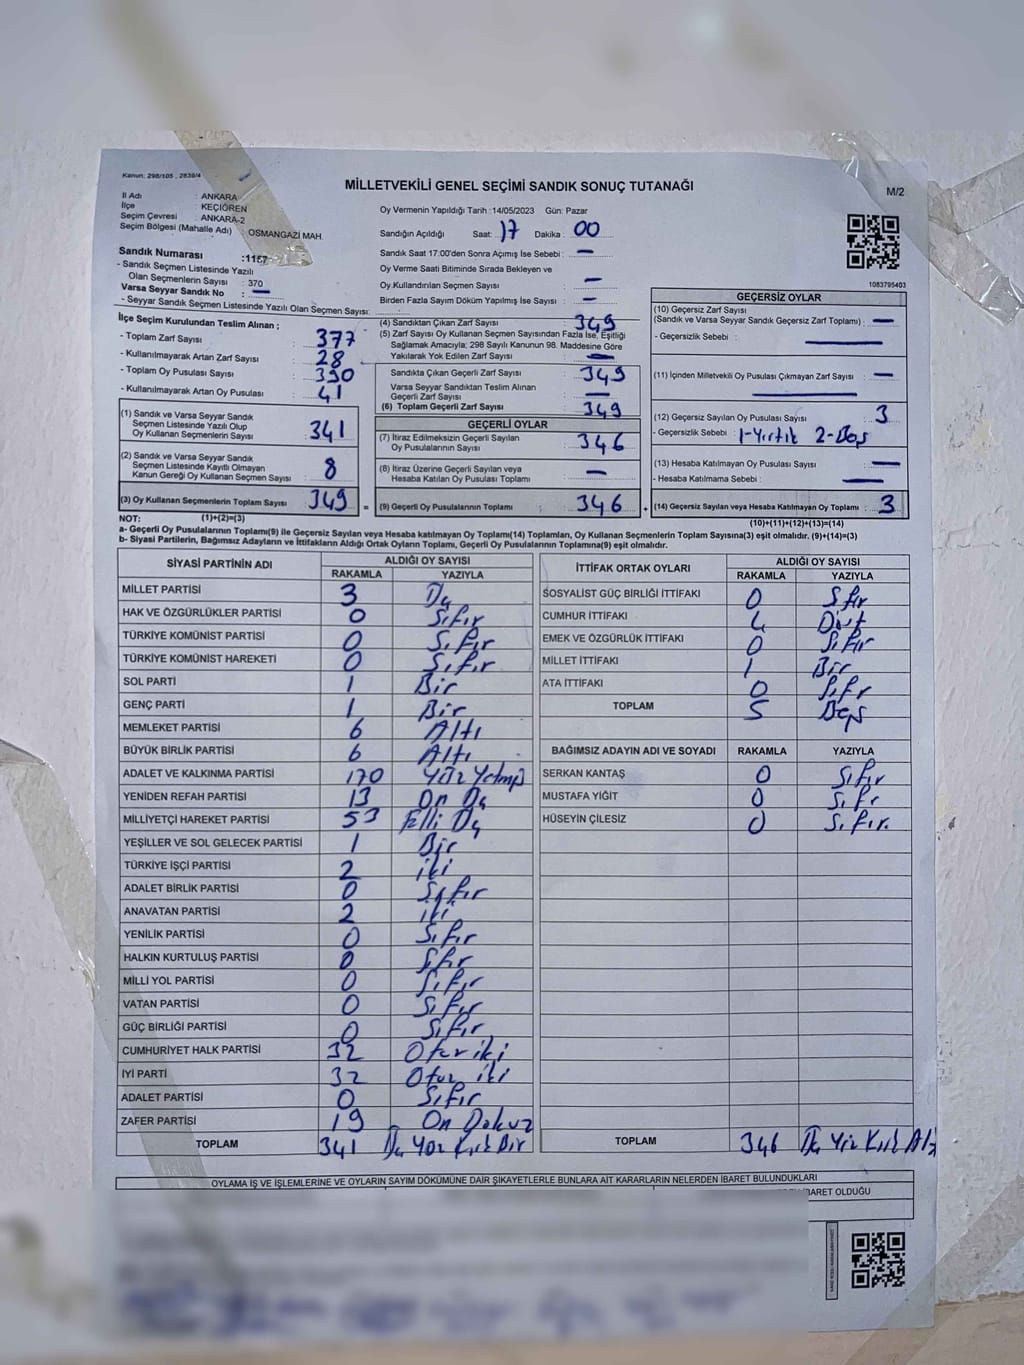 Kanun: 298/105 , 2839/4
MİLLETVEKİLİ GENEL SEÇİMİ SANDIK SONUÇ TUTANAĞI
M/2
İl Adı : ANKARA
İlçe : KEÇİÖREN
Seçim Çevresi : ANKARA-2
Seçim Bölgesi (Mahalle Adı) : OSMANGAZİ MAH.
Sandık Numarası :1157
- Sandık Seçmen Listesinde Yazılı
Olan Seçmenlerin Sayısı : 370
Varsa Seyyar Sandık No : —
- Seyyar Sandık Seçmen Listesinde Yazılı Olan Seçmen Sayısı:
Oy Vermenin Yapıldığı Tarih :14/05/2023 Gün: Pazar
Sandığın Açıldığı Saat: 17 Dakika : 00
Sandık Saat 17:00'den Sonra Açımış İse Sebebi : —
Oy Verme Saati Bitiminde Sırada Bekleyen ve
Oy Kullandırılan Seçmen Sayısı : —
Birden Fazla Sayım Döküm Yapılmış İse Sayısı : —
1083795403
İlçe Seçim Kurulundan Teslim Alınan ;
- Toplam Zarf Sayısı : 377
- Kullanılmayarak Artan Zarf Sayısı : 28
- Toplam Oy Pusulası Sayısı : 390
- Kullanılmayarak Artan Oy Pusulası : 41
(1) Sandık ve Varsa Seyyar Sandık
Seçmen Listesinde Yazılı Olup
Oy Kullanan Seçmenlerin Sayısı : 341
(2) Sandık ve Varsa Seyyar Sandık
Seçmen Listesinde Kayıtlı Olmayan
Kanun Gereği Oy Kullanan Seçmen Sayısı : 8
(3) Oy Kullanan Seçmenlerin Toplam Sayısı : 349
(4) Sandıktan Çıkan Zarf Sayısı : 349
(5) Zarf Sayısı Oy Kullanan Seçmen Sayısından Fazla İse, Eşitliği
Sağlamak Amacıyla; 298 Sayılı Kanunun 98. Maddesine Göre
Yakılarak Yok Edilen Zarf Sayısı : —
Sandıkta Çıkan Geçerli Zarf Sayısı : 349
Varsa Seyyar Sandıktan Teslim Alınan
Geçerli Zarf Sayısı : —
(6) Toplam Geçerli Zarf Sayısı : 349
GEÇERLİ OYLAR
(7) İtiraz Edilmeksizin Geçerli Sayılan
Oy Pusulalarının Sayısı : 346
(8) İtiraz Üzerine Geçerli Sayılan veya
Hesaba Katılan Oy Pusulası Toplamı : —
= (9) Geçerli Oy Pusulalarının Toplamı : 346
GEÇERSİZ OYLAR
(10) Geçersiz Zarf Sayısı
(Sandık ve Varsa Seyyar Sandık Geçersiz Zarf Toplamı) : —
- Geçersizlik Sebebi : —
(11) İçinden Milletvekili Oy Pusulası Çıkmayan Zarf Sayısı : —
(12) Geçersiz Sayılan Oy Pusulası Sayısı : 3
- Geçersizlik Sebebi : 1-Yırtık 2-Boş
(13) Hesaba Katılmayan Oy Pusulası Sayısı : —
- Hesaba Katılmama Sebebi : —
+ (14) Geçersiz Sayılan veya Hesaba Katılmayan Oy Toplamı : 3
NOT: (1)+(2)=(3)
(10)+(11)+(12)+(13)=(14)
a- Geçerli Oy Pusulalarının Toplamı(9) ile Geçersiz Sayılan veya Hesaba katılmayan Oy Toplamı(14) Toplamları, Oy Kullanan Seçmenlerin Toplam Sayısına(3) eşit olmalıdır. (9)+(14)=(3)
b- Siyasi Partilerin, Bağımsız Adayların ve İttifakların Aldığı Ortak Oyların Toplamı, Geçerli Oy Pusulalarının Toplamına(9) eşit olmalıdır.
SİYASİ PARTİNİN ADI ALDIĞI OY SAYISI
RAKAMLA YAZIYLA
MİLLET PARTİSİ 3 Üç
HAK VE ÖZGÜRLÜKLER PARTİSİ 0 Sıfır
TÜRKİYE KOMÜNİST PARTİSİ 0 Sıfır
TÜRKİYE KOMÜNİST HAREKETİ 0 Sıfır
SOL PARTİ 1 Bir
GENÇ PARTİ 1 Bir
MEMLEKET PARTİSİ 6 Altı
BÜYÜK BİRLİK PARTİSİ 6 Altı
ADALET VE KALKINMA PARTİSİ 170 Yüz Yetmiş
YENİDEN REFAH PARTİSİ 13 On Üç
MİLLİYETÇİ HAREKET PARTİSİ 53 Elli Üç
YEŞİLLER VE SOL GELECEK PARTİSİ 1 Bir
TÜRKİYE İŞÇİ PARTİSİ 2 iki
ADALET BİRLİK PARTİSİ 0 Sıfır
ANAVATAN PARTİSİ 2 iki
YENİLİK PARTİSİ 0 Sıfır
HALKIN KURTULUŞ PARTİSİ 0 Sıfır
MİLLİ YOL PARTİSİ 0 Sıfır
VATAN PARTİSİ 0 Sıfır
GÜÇ BİRLİĞİ PARTİSİ 0 Sıfır
CUMHURİYET HALK PARTİSİ 32 Otuz iki
İYİ PARTİ 32 Otuz iki
ADALET PARTİSİ 0 Sıfır
ZAFER PARTİSİ 19 On Dokuz
TOPLAM 341 Üç Yüz Kırk Bir
İTTİFAK ORTAK OYLARI ALDIĞI OY SAYISI
RAKAMLA YAZIYLA
SOSYALİST GÜÇ BİRLİĞİ İTTİFAKI 0 Sıfır
CUMHUR İTTİFAKI 4 Dört
EMEK VE ÖZGÜRLÜK İTTİFAKI 0 Sıfır
MİLLET İTTİFAKI 1 Bir
ATA İTTİFAKI 0 Sıfır
TOPLAM 5 Beş
BAĞIMSIZ ADAYIN ADI VE SOYADI RAKAMLA YAZIYLA
SERKAN KANTAŞ 0 Sıfır
MUSTAFA YİĞİT 0 Sıfır
HÜSEYİN ÇİLESİZ 0 Sıfır.
TOPLAM 346 Üç Yüz Kırk Altı
OYLAMA İŞ VE İŞLEMLERİNE VE OYLARIN SAYIM DÖKÜMÜNE DAİR ŞİKAYETLERLE BUNLARA AİT KARARLARIN NELERDEN İBARET BULUNDUKLARI
İBARET OLDUĞU